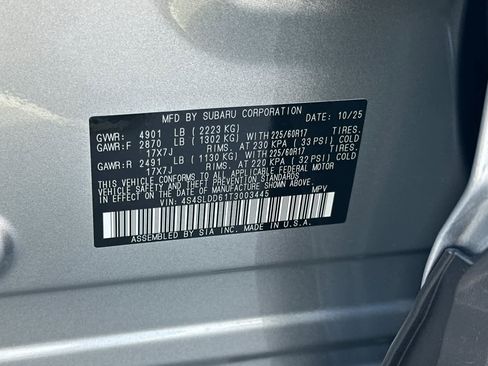 MFD BY SUBARU CORPORATION DATE: 10/25
GVWR: 4901 LB (2223 KG)
GAWR:F 2870 LB (1302 KG) WITH 225/60R17 TIRES.
17X7J RIMS. AT 230 KPA ( 33 PSI) COLD.
GAWR:R 2491 LB (1130 KG) WITH 225/60R17 TIRES.
17X7J RIMS. AT 220 KPA ( 32 PSI) COLD.
THIS VEHICLE CONFORMS TO ALL APPLICABLE FEDERAL MOTOR
VEHICLE SAFETY STANDARDS IN EFFECT ON THE DATE OF
MANUFACTURE SHOWN ABOVE.
VIN: 4S4SLDD61T3003445 MPV
ASSEMBLED BY SIA INC. MADE IN U.S.A.